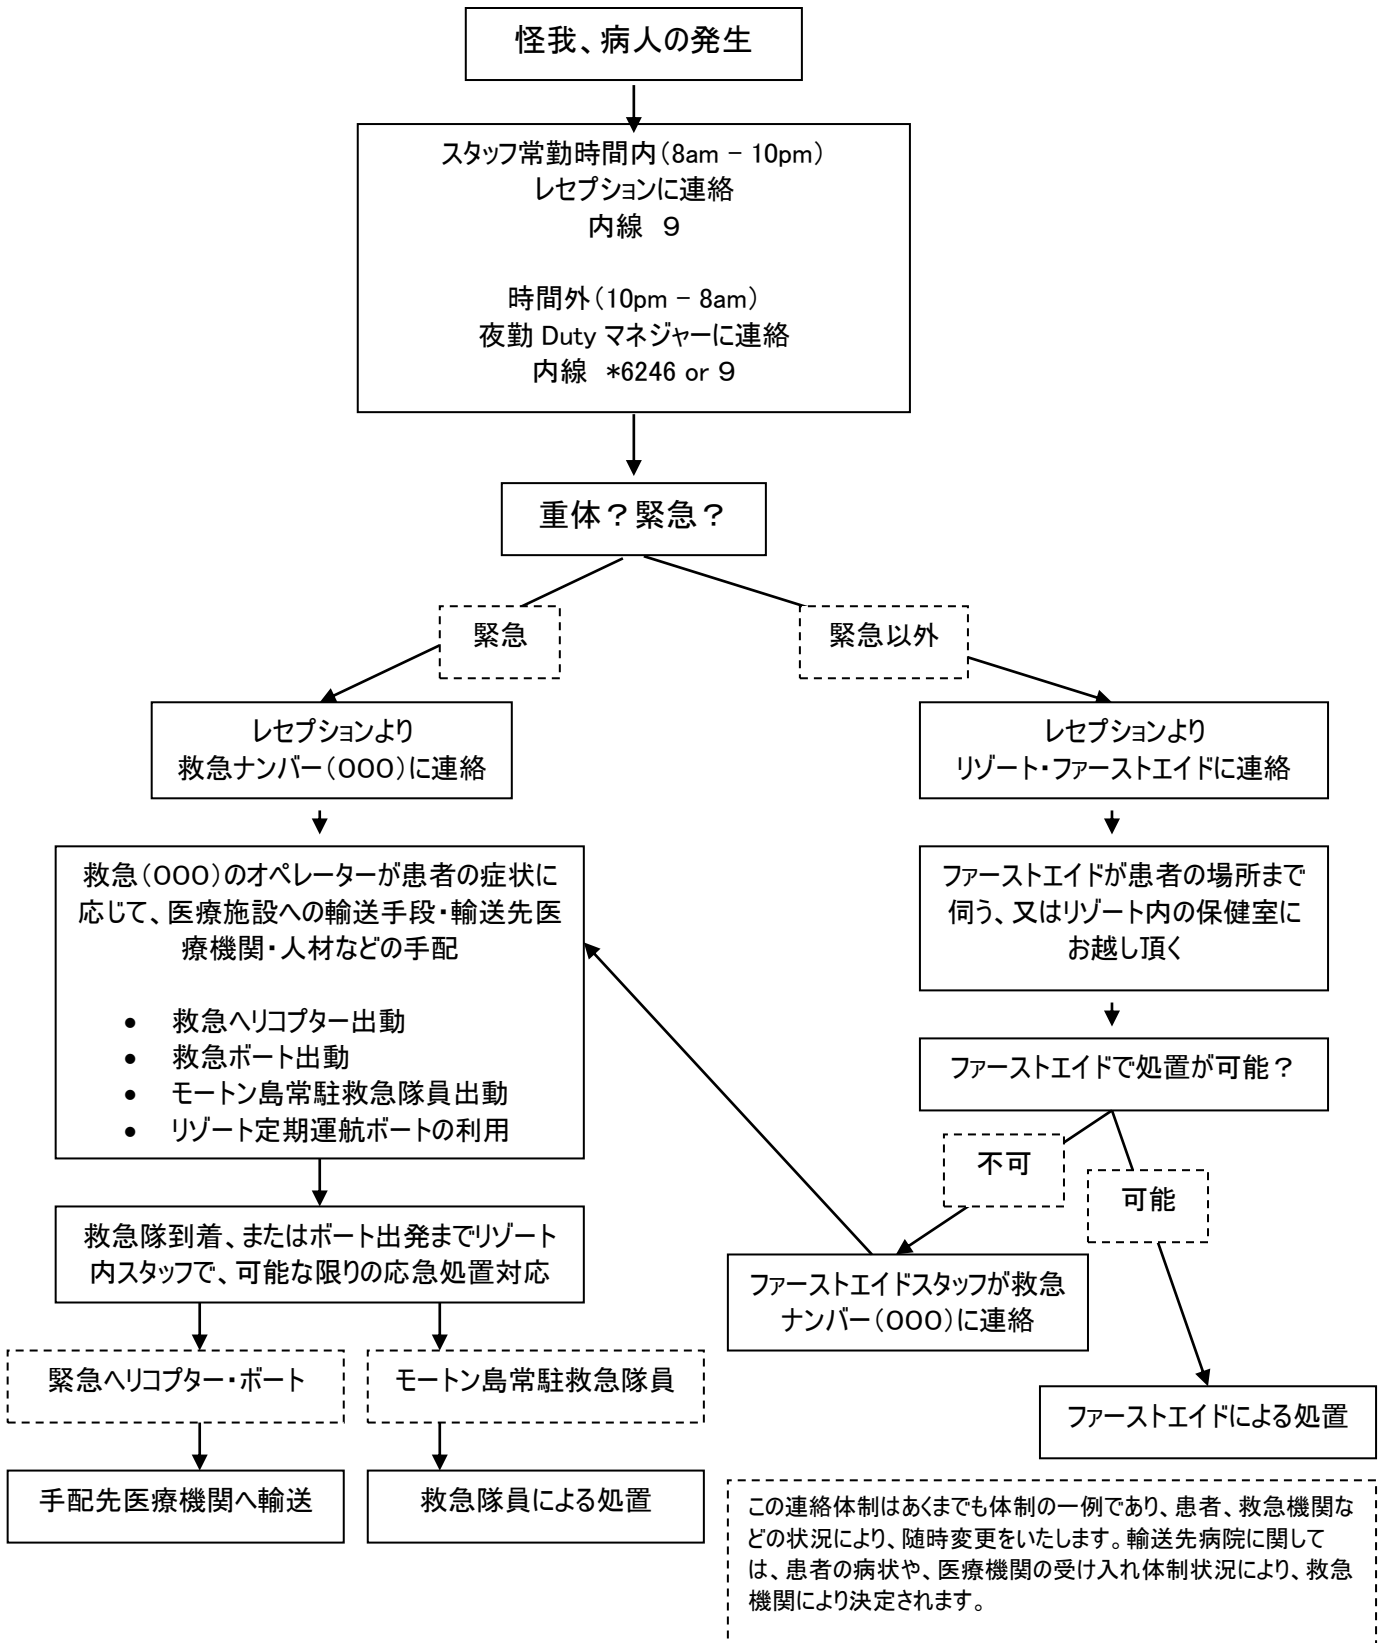 怪我、病人の発生
スタッフ常勤時間内（8am – 10pm）
レセプションに連絡
内線　９
時間外（10pm – 8am）
夜勤 Duty マネジャーに連絡
内線　*6246 or ９
重体？緊急？
緊急
緊急以外
レセプションより
救急ナンバー（000）に連絡
レセプションより
リゾート・ファーストエイドに連絡
救急（000）のオペレーターが患者の症状に
応じて、医療施設への輸送手段・輸送先医
療機関・人材などの手配
• 救急ヘリコプター出動
• 救急ボート出動
• モートン島常駐救急隊員出動
• リゾート定期運航ボートの利用
ファーストエイドが患者の場所まで
伺う、又はリゾート内の保健室に
お越し頂く
ファーストエイドで処置が可能？
不可
可能
救急隊到着、またはボート出発までリゾート
内スタッフで、可能な限りの応急処置対応
ファーストエイドスタッフが救急
ナンバー（000）に連絡
緊急ヘリコプター・ボート
モートン島常駐救急隊員
ファーストエイドによる処置
手配先医療機関へ輸送
救急隊員による処置
この連絡体制はあくまでも体制の一例であり、患者、救急機関な
どの状況により、随時変更をいたします。輸送先病院に関して
は、患者の病状や、医療機関の受け入れ体制状況により、救急
機関により決定されます。